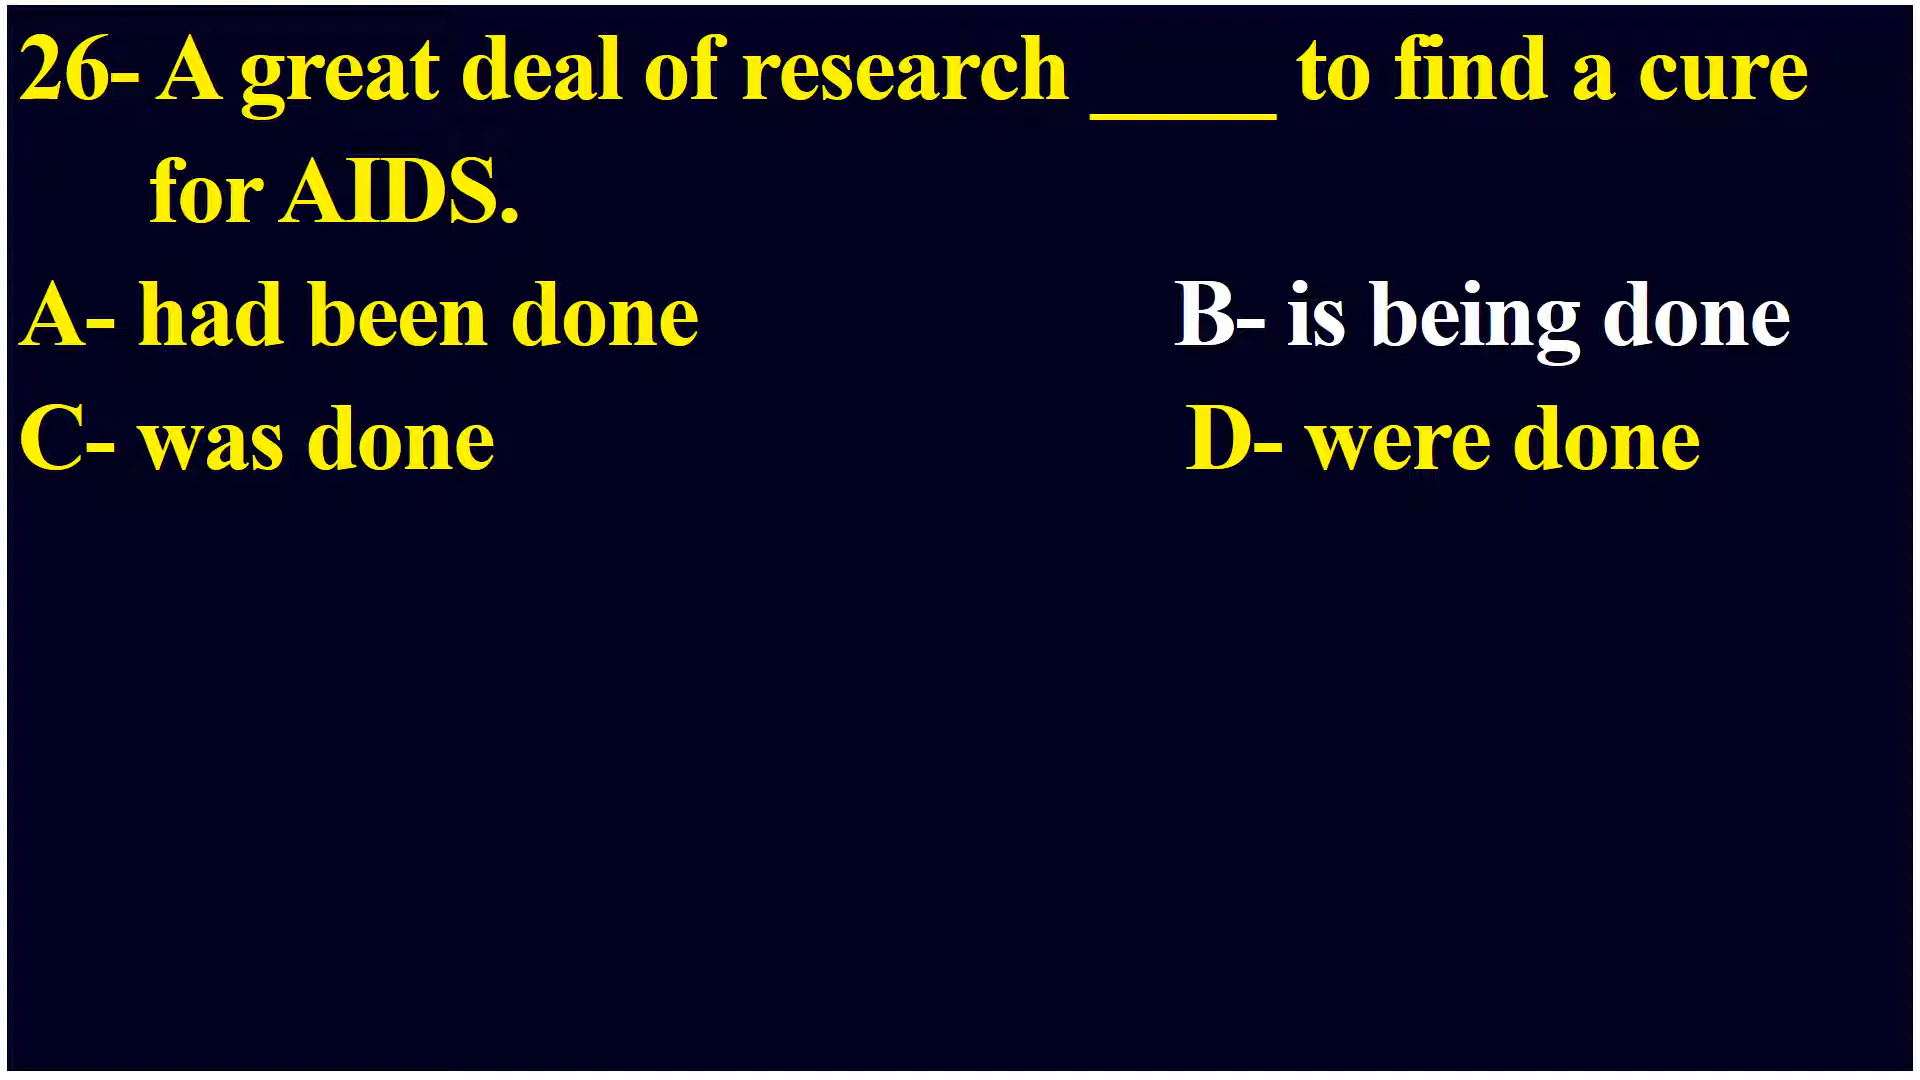 26- A great deal of research ____ to find a cure
for AIDS.
A- had been done B- is being done
C- was done D- were done